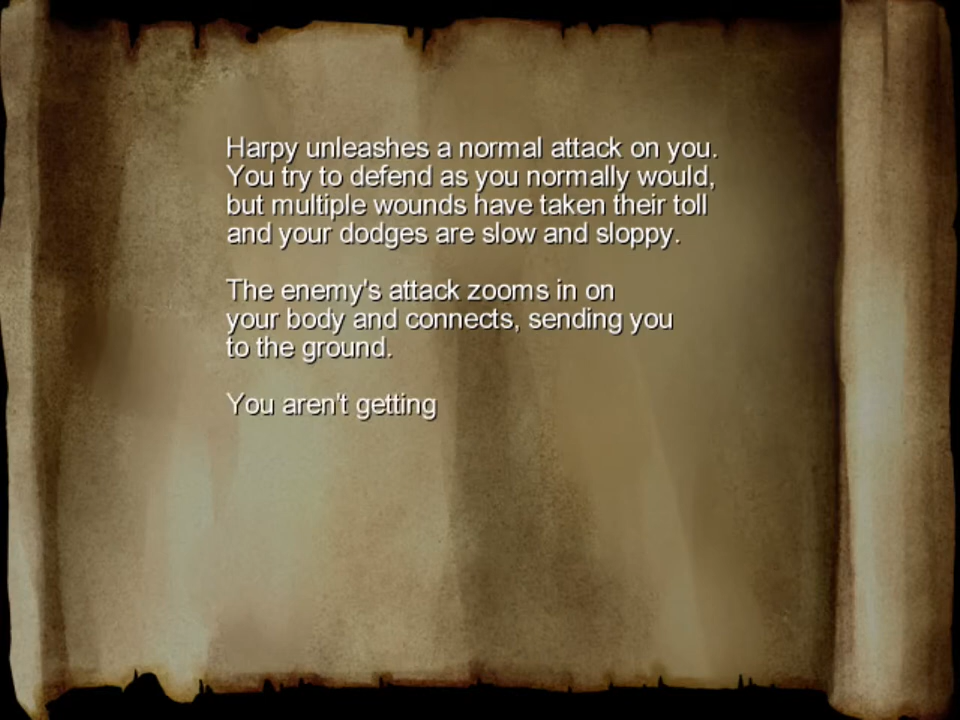 Harpy unleashes a normal attack on you.
You try to defend as you normally would,
but multiple wounds have taken their toll
and your dodges are slow and sloppy.
The enemy's attack zooms in on
your body and connects, sending you
to the ground.
You aren't getting